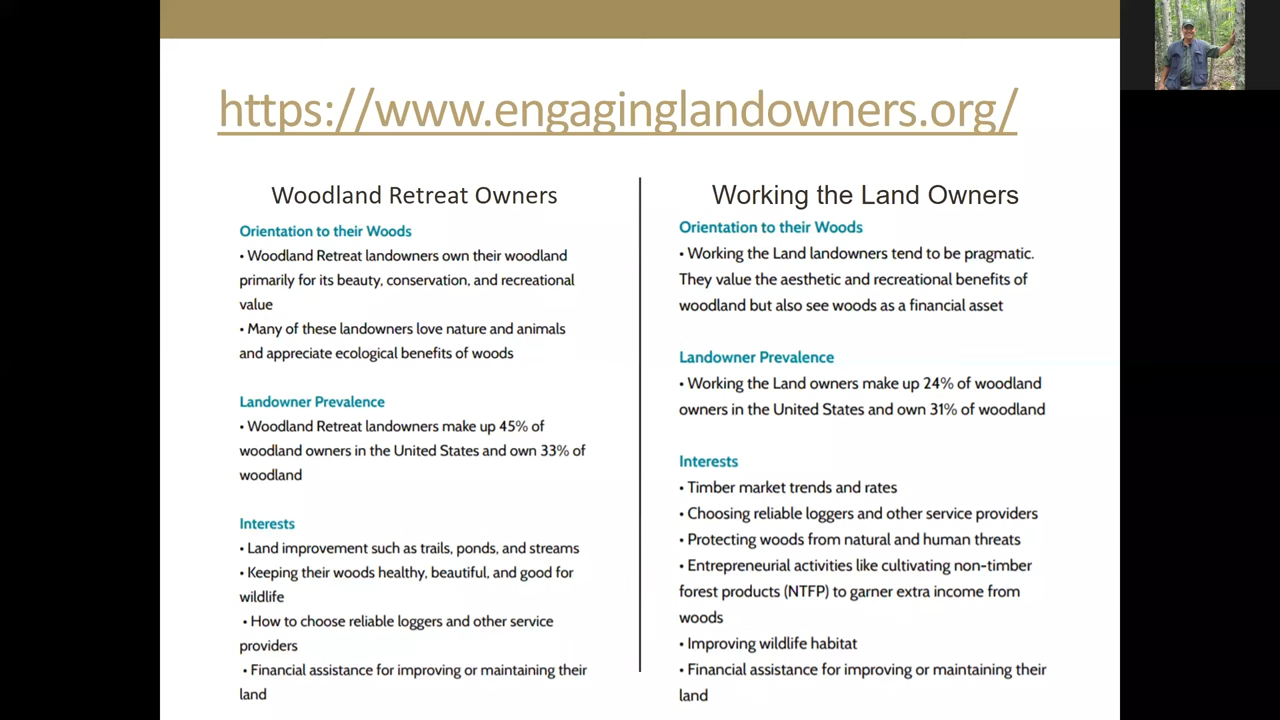 https://www.engaginglandowners.org/
Woodland Retreat Owners
Orientation to their Woods
• Woodland Retreat landowners own their woodland
primarily for its beauty, conservation, and recreational
value
• Many of these landowners love nature and animals
and appreciate ecological benefits of woods
Landowner Prevalence
• Woodland Retreat landowners make up 45% of
woodland owners in the United States and own 33% of
woodland
Interests
• Land improvement such as trails, ponds, and streams
• Keeping their woods healthy, beautiful, and good for
wildlife
• How to choose reliable loggers and other service
providers
• Financial assistance for improving or maintaining their
land
Working the Land Owners
Orientation to their Woods
• Working the Land landowners tend to be pragmatic.
They value the aesthetic and recreational benefits of
woodland but also see woods as a financial asset
Landowner Prevalence
• Working the Land owners make up 24% of woodland
owners in the United States and own 31% of woodland
Interests
• Timber market trends and rates
• Choosing reliable loggers and other service providers
• Protecting woods from natural and human threats
• Entrepreneurial activities like cultivating non-timber
forest products (NTFP) to garner extra income from
woods
• Improving wildlife habitat
• Financial assistance for improving or maintaining their
land